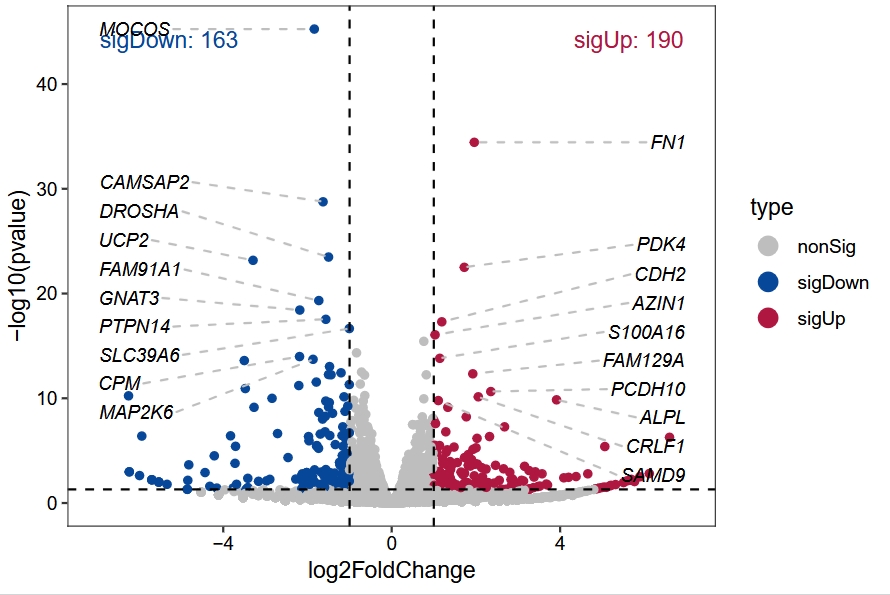 MOCOS
sigDown: 163
sigUp: 190
40
FN1
CAMSAP2
30
DROSHA
UCP2
PDK4
FAM91A1
CDH2
20
GNAT3
AZIN1
PTPN14
S100A16
SLC39A6
FAM129A
CPM
PCDH10
10
MAP2K6
ALPL
CRLF1
SAMD9
0
−4
0
4
log2FoldChange
−log10(pvalue)
type
nonSig
sigDown
sigUp